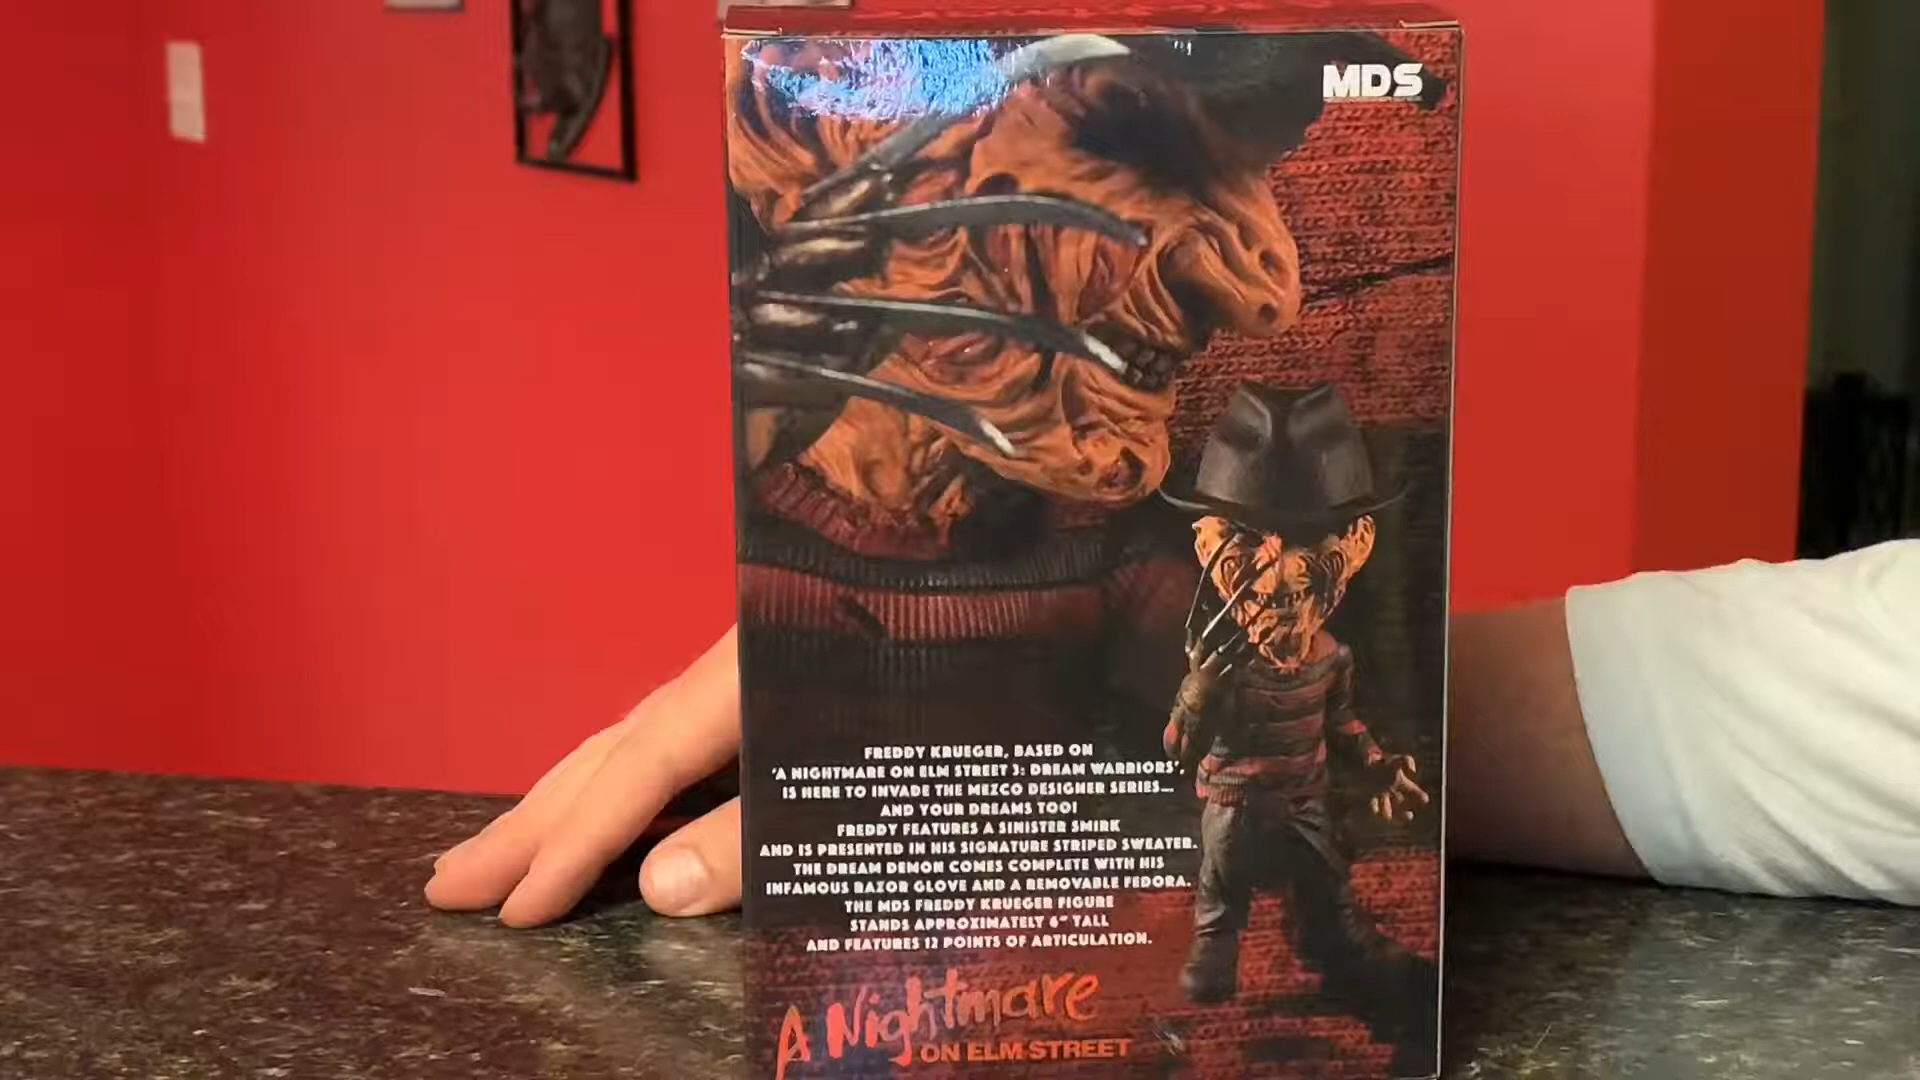 MDS
FREDDY KRUEGER, BASED ON
'A NIGHTMARE ON ELM STREET 3: DREAM WARRIORS',
IS HERE TO INVADE THE MEZCO DESIGNER SERIES...
AND YOUR DREAMS TOO!
FREDDY FEATURES A SINISTER SMIRK
AND IS PRESENTED IN HIS SIGNATURE STRIPED SWEATER.
THE DREAM DEMON COMES COMPLETE WITH HIS
INFAMOUS RAZOR GLOVE AND A REMOVABLE FEDORA.
THE MDS FREDDY KRUEGER FIGURE
STANDS APPROXIMATELY 6" TALL
AND FEATURES 12 POINTS OF ARTICULATION.
A Nightmare
ON ELM STREET